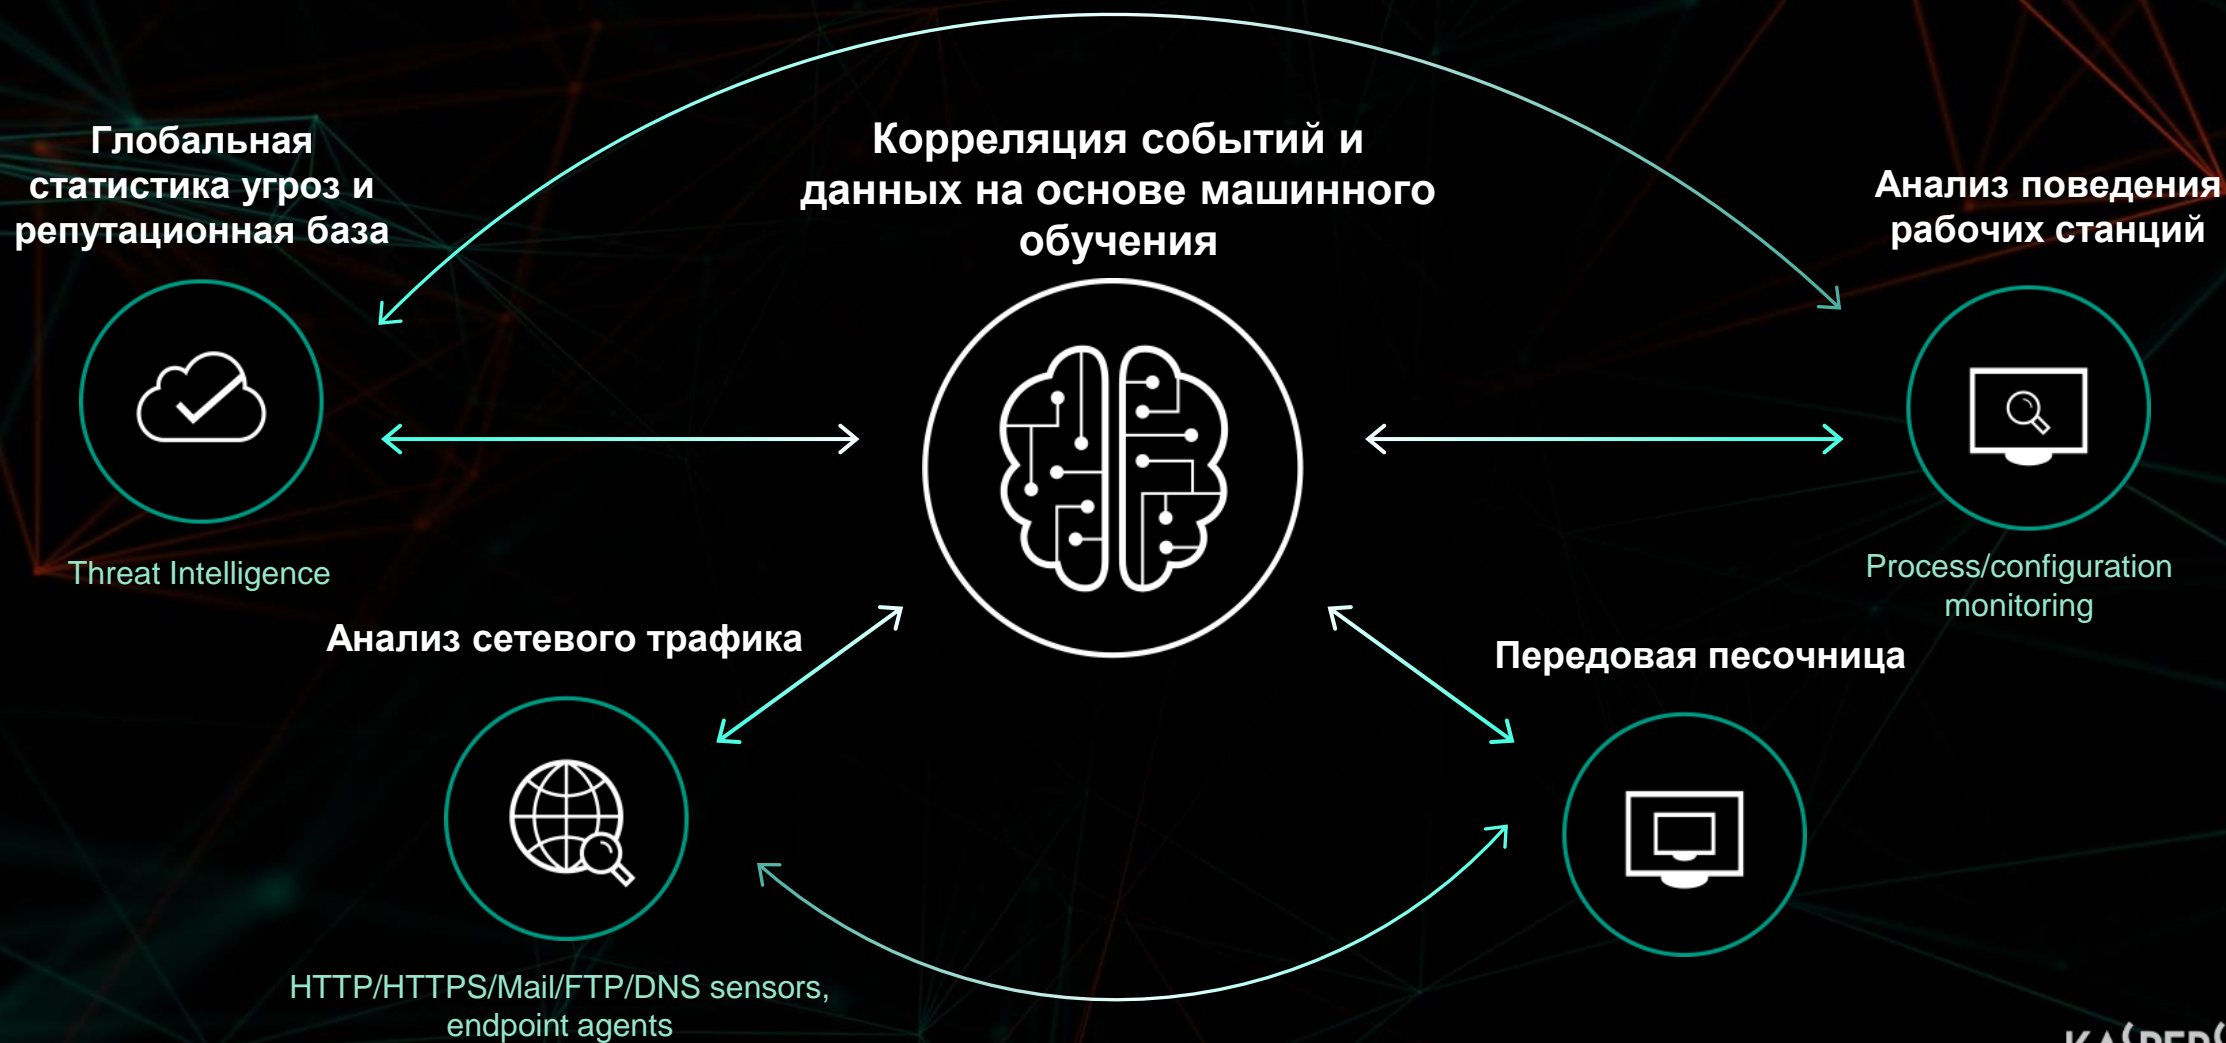 Глобальная
статистика угроз и
репутационная база
Threat Intelligence
Корреляция событий и
данных на основе машинного
обучения
Анализ поведения
рабочих станций
Process/configuration
monitoring
Анализ сетевого трафика
HTTP/HTTPS/Mail/FTP/DNS sensors,
endpoint agents
Передовая песочница